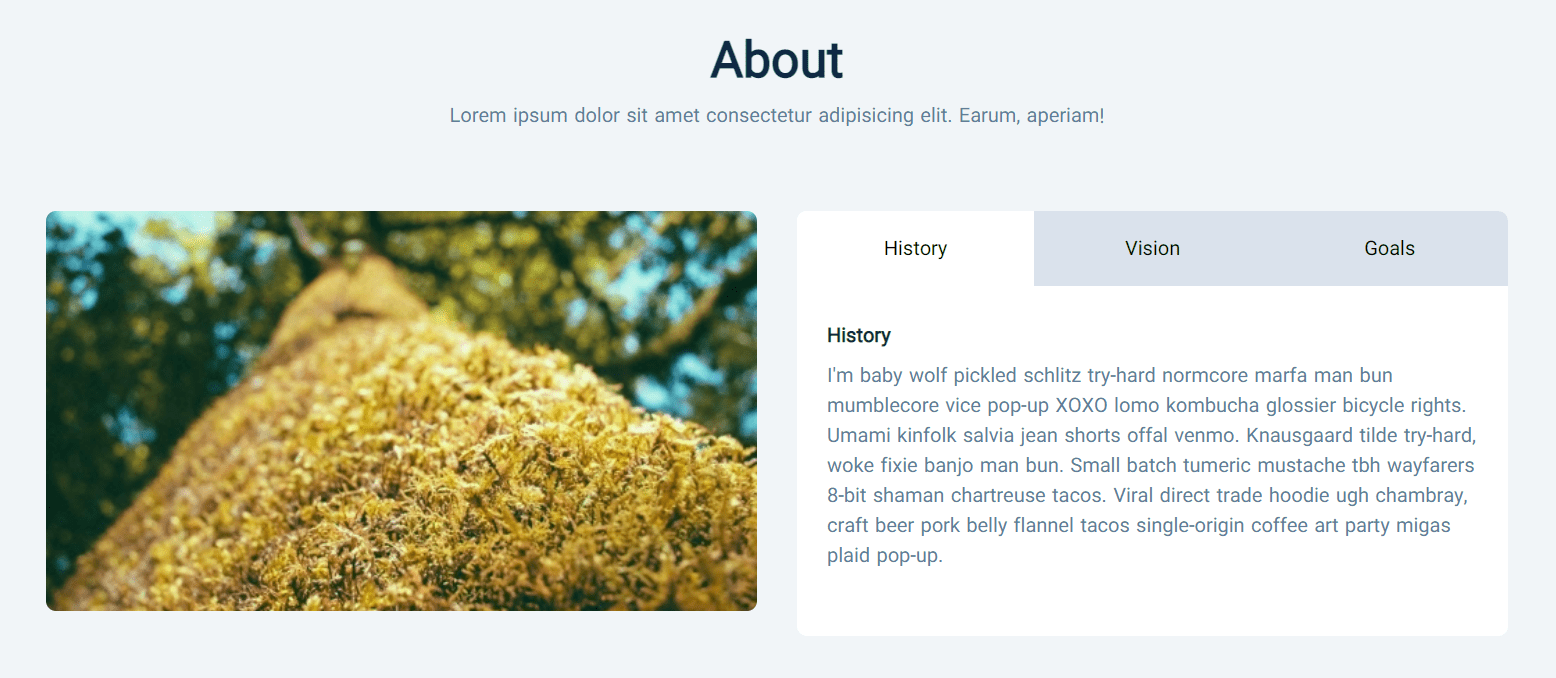 About
Lorem ipsum dolor sit amet consectetur adipisicing elit. Earum, aperiam!
History
Vision
Goals
History
I'm baby wolf pickled schlitz try-hard normcore marfa man bun
mumblecore vice pop-up XOXO lomo kombucha glossier bicycle rights.
Umami kinfolk salvia jean shorts offal venmo. Knausgaard tilde try-hard,
woke fixie banjo man bun. Small batch tumeric mustache tbh wayfarers
8-bit shaman chartreuse tacos. Viral direct trade hoodie ugh chambray,
craft beer pork belly flannel tacos single-origin coffee art party migas
plaid pop-up.